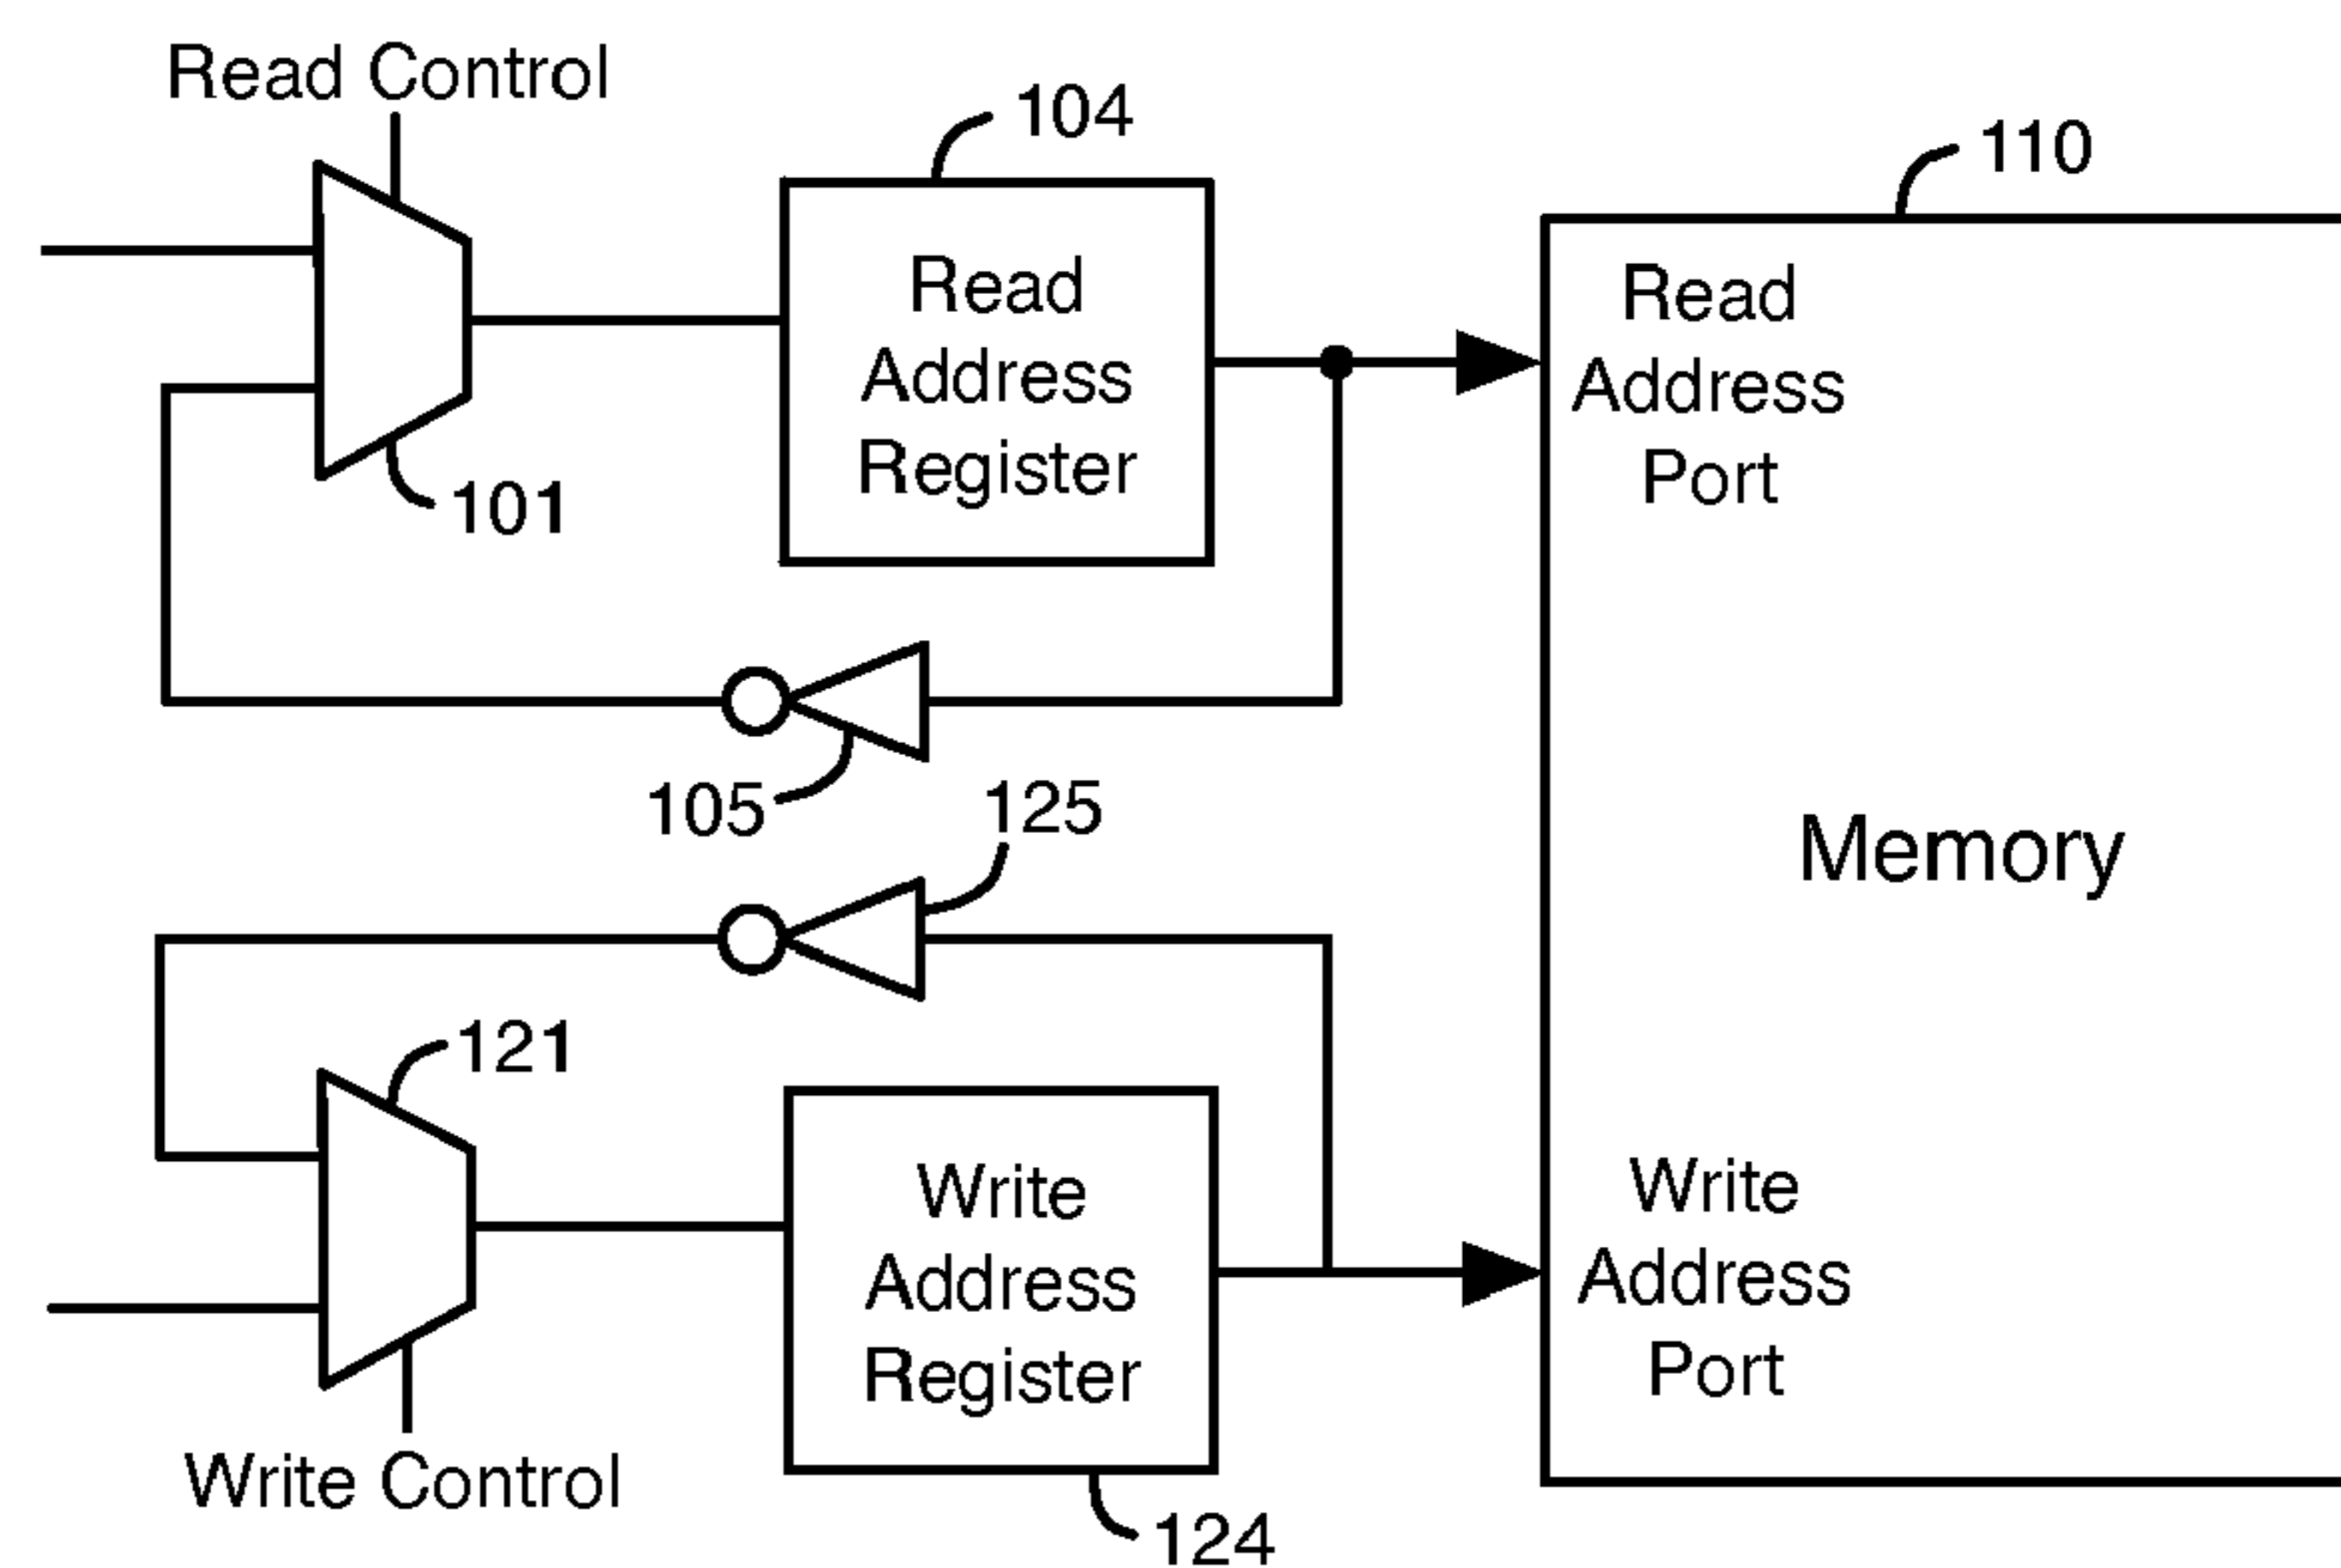 Read Control
104
110
Read
Address
Register
Read
Address
Port
101
105
125
Memory
121
Write
Address
Register
Write
Address
Port
Write Control
124